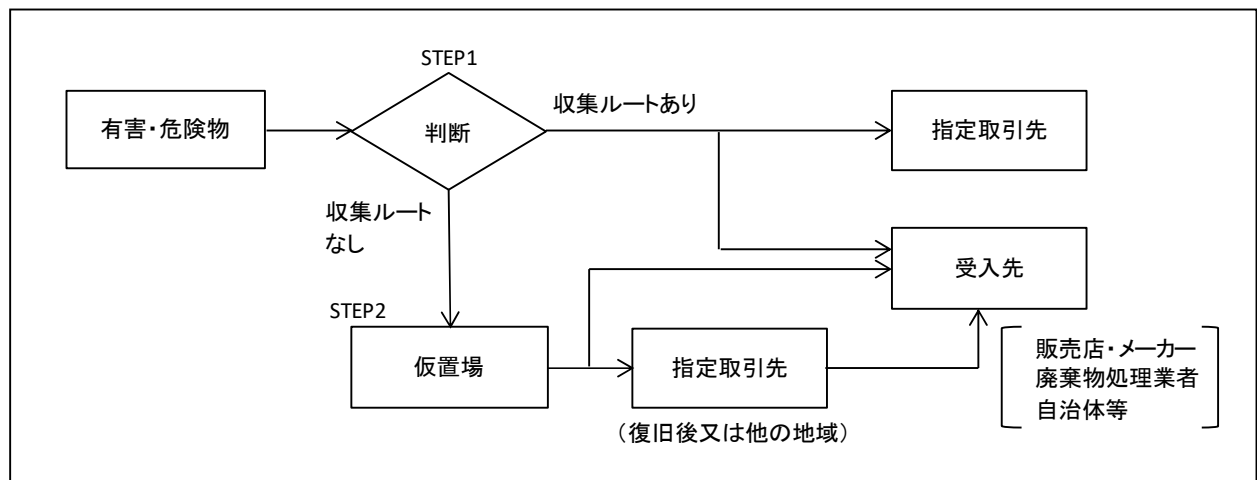 STEP1
有害・危険物
判断
収集ルートあり
指定取引先
収集ルート
なし
受入先
STEP2
仮置場
指定取引先
（復旧後又は他の地域）
販売店・メーカー
廃棄物処理業者
自治体等